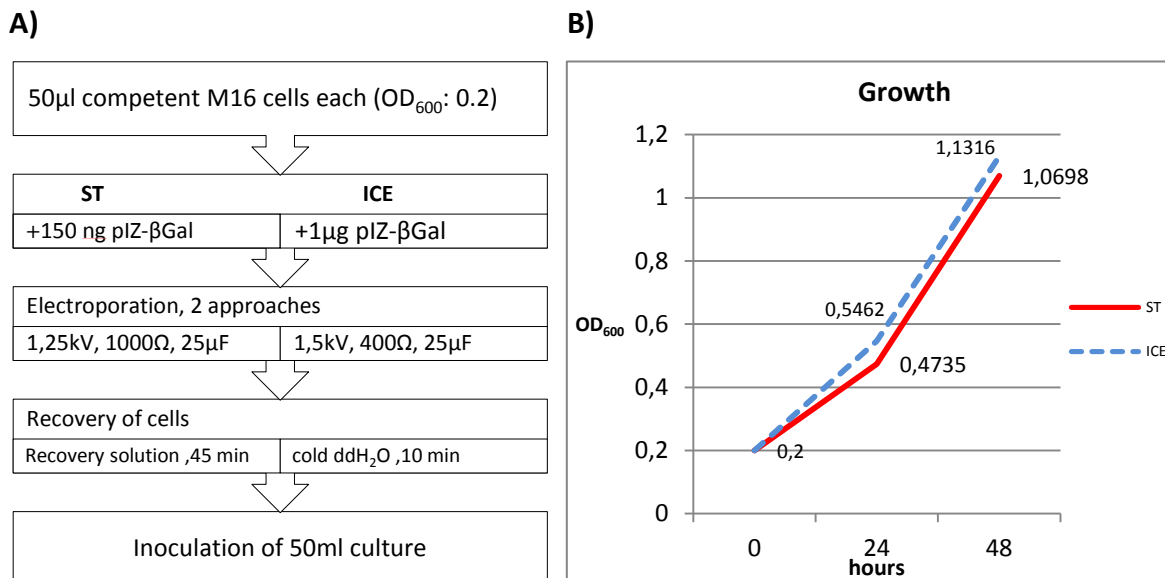 A)
50µl competent M16 cells each (OD600: 0.2)
ST ICE
+150 ng pIZ-βGal +1µg pIZ-βGal
Electroporation, 2 approaches
1,25kV, 1000Ω, 25µF 1,5kV, 400Ω, 25µF
Recovery of cells
Recovery solution ,45 min cold ddH2O ,10 min
Inoculation of 50ml culture
B)
Growth
1,2
1
0,8
0,6
0,4
0,2
0
OD600
1,1316
1,0698
0,5462
0,4735
0,2
0 24 48
hours
ST
ICE